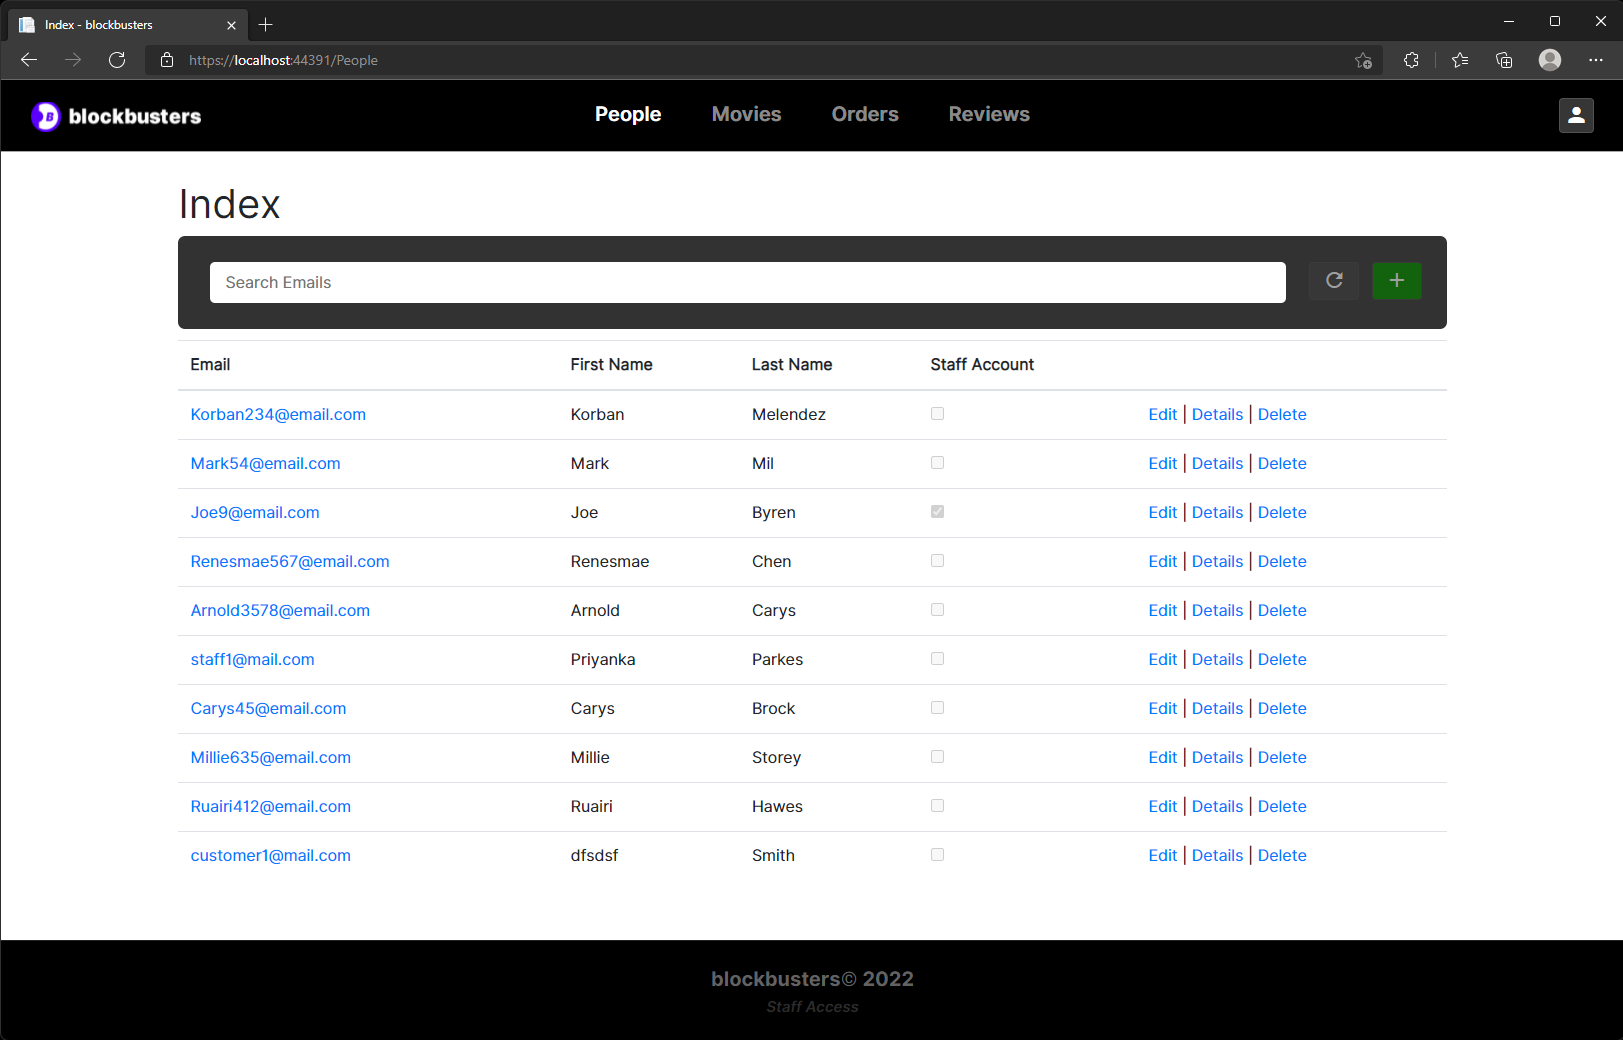 Index - blockbusters
https://localhost:44391/People
B blockbusters People Movies Orders Reviews
Index
Search Emails
Email First Name Last Name Staff Account
Korban234@email.com Korban Melendez Edit | Details | Delete
Mark54@email.com Mark Mil Edit | Details | Delete
Joe9@email.com Joe Byren Edit | Details | Delete
Renesmae567@email.com Renesmae Chen Edit | Details | Delete
Arnold3578@email.com Arnold Carys Edit | Details | Delete
staff1@mail.com Priyanka Parkes Edit | Details | Delete
Carys45@email.com Carys Brock Edit | Details | Delete
Millie635@email.com Millie Storey Edit | Details | Delete
Ruairi412@email.com Ruairi Hawes Edit | Details | Delete
customer1@mail.com dfsdsf Smith Edit | Details | Delete
blockbusters© 2022
Staff Access